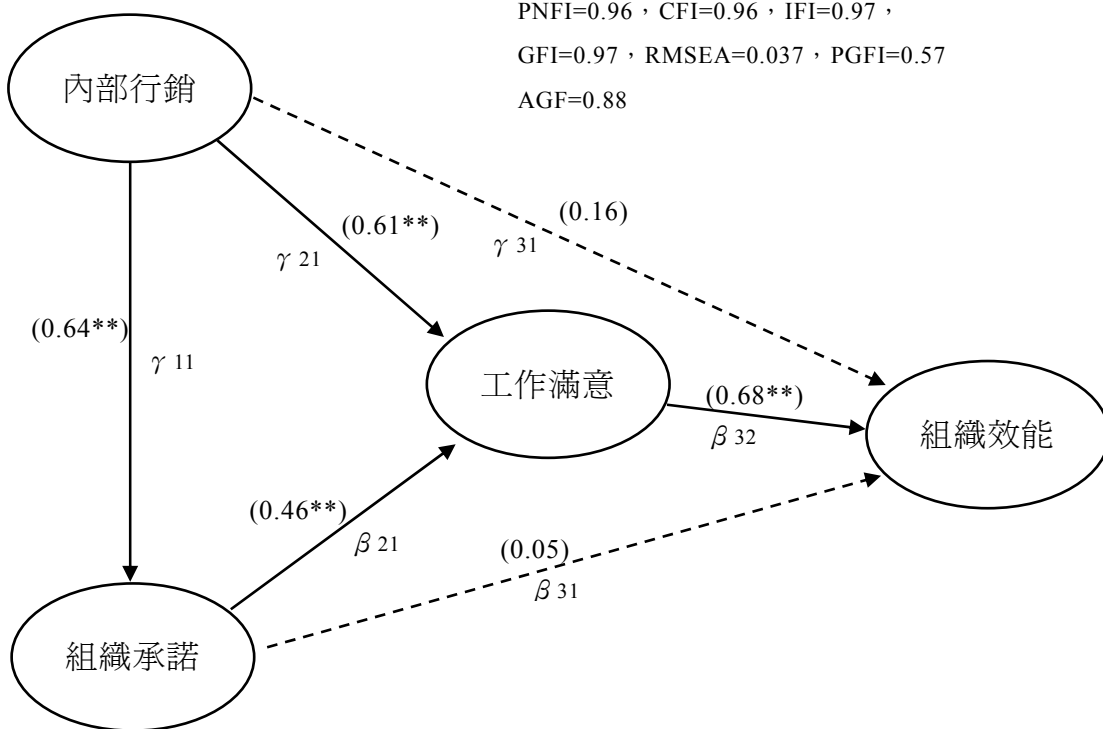 PNFI=0.96，CFI=0.96，IFI=0.97，
GFI=0.97，RMSEA=0.037，PGFI=0.57
AGF=0.88
內部行銷
(0.61**)
γ 21
(0.16)
γ 31
(0.64**)
γ 11
工作滿意
(0.68**)
β 32
組織效能
(0.46**)
β 21
(0.05)
β 31
組織承諾